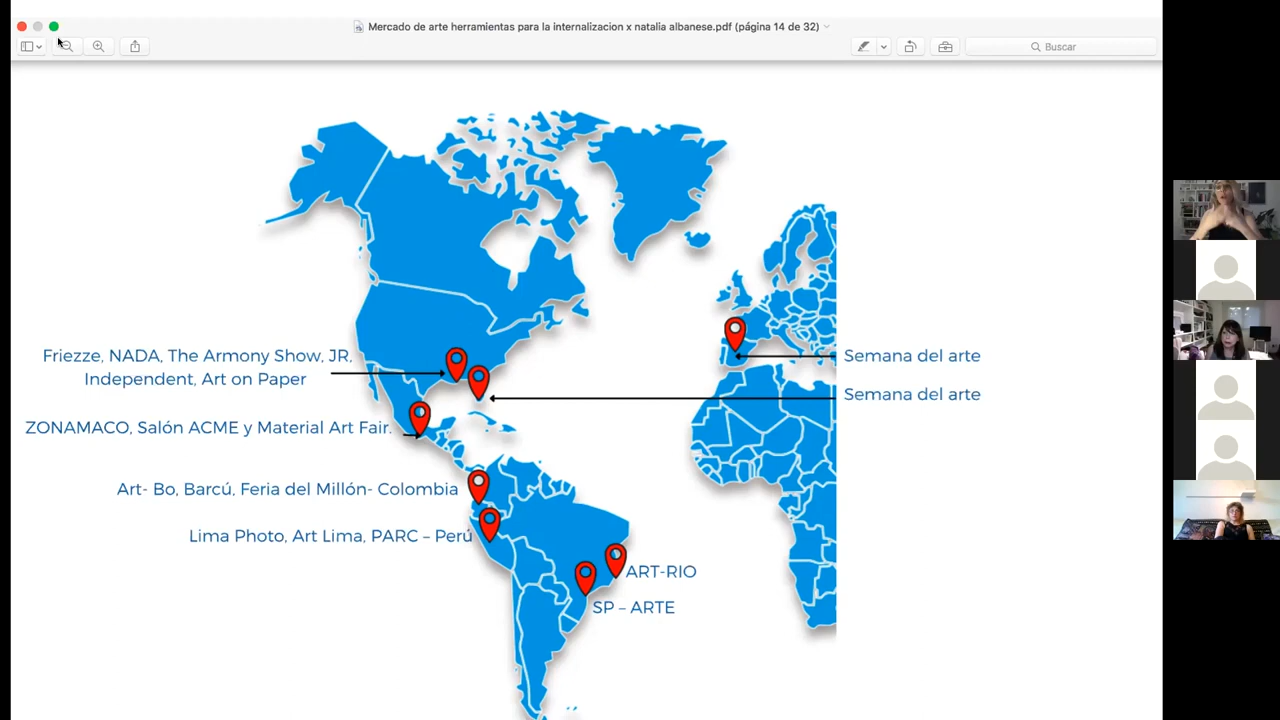 Mercado de arte herramientas para la internalizacion x natalia albanese.pdf (página 14 de 32)
Buscar
Friezze, NADA, The Armony Show, JR,
Independent, Art on Paper
Semana del arte
Semana del arte
ZONAMACO, Salón ACME y Material Art Fair.
Art- Bo, Barcú, Feria del Millón- Colombia
Lima Photo, Art Lima, PARC – Perú
ART-RIO
SP – ARTE